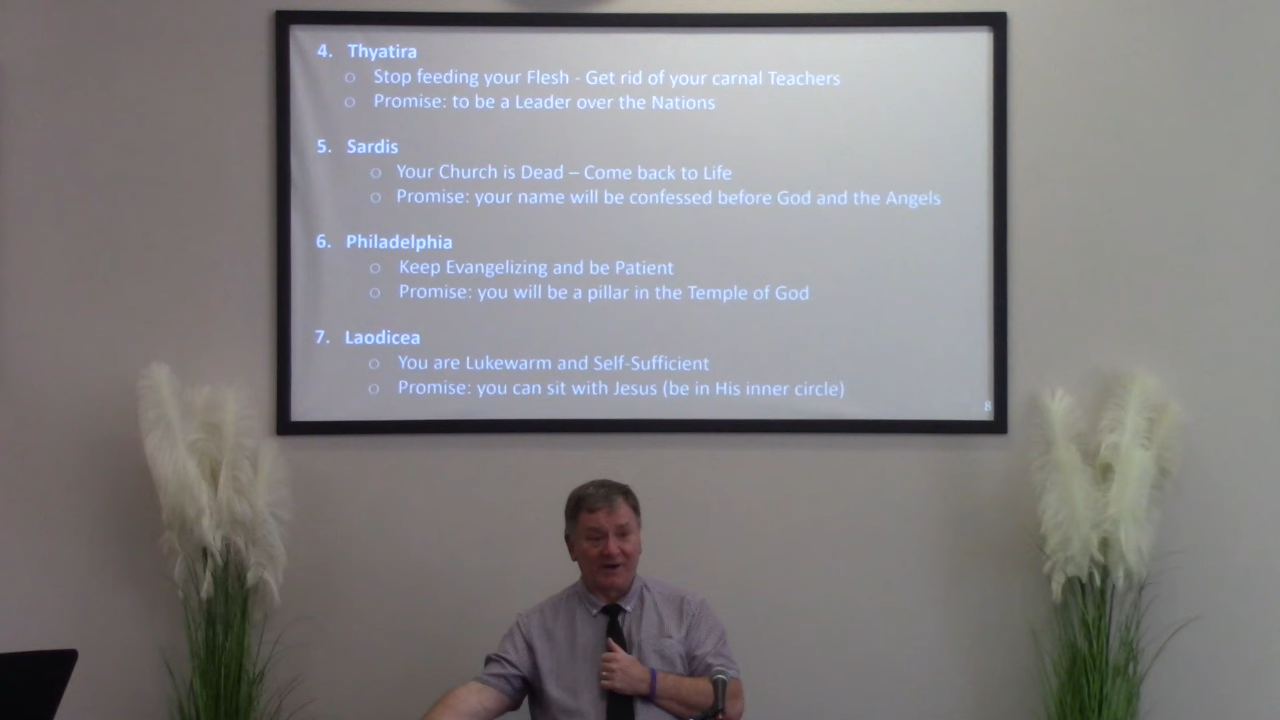 4. Thyatira
○ Stop feeding your Flesh - Get rid of your carnal Teachers
○ Promise: to be a Leader over the Nations
5. Sardis
○ Your Church is Dead – Come back to Life
○ Promise: your name will be confessed before God and the Angels
6. Philadelphia
○ Keep Evangelizing and be Patient
○ Promise: you will be a pillar in the Temple of God
7. Laodicea
○ You are Lukewarm and Self-Sufficient
○ Promise: you can sit with Jesus (be in His inner circle)
8